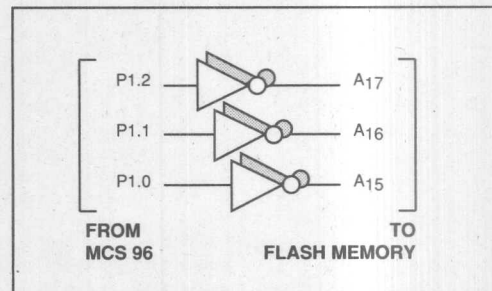 P1.2 A17
P1.1 A16
P1.0 A15
FROM TO
MCS 96 FLASH MEMORY